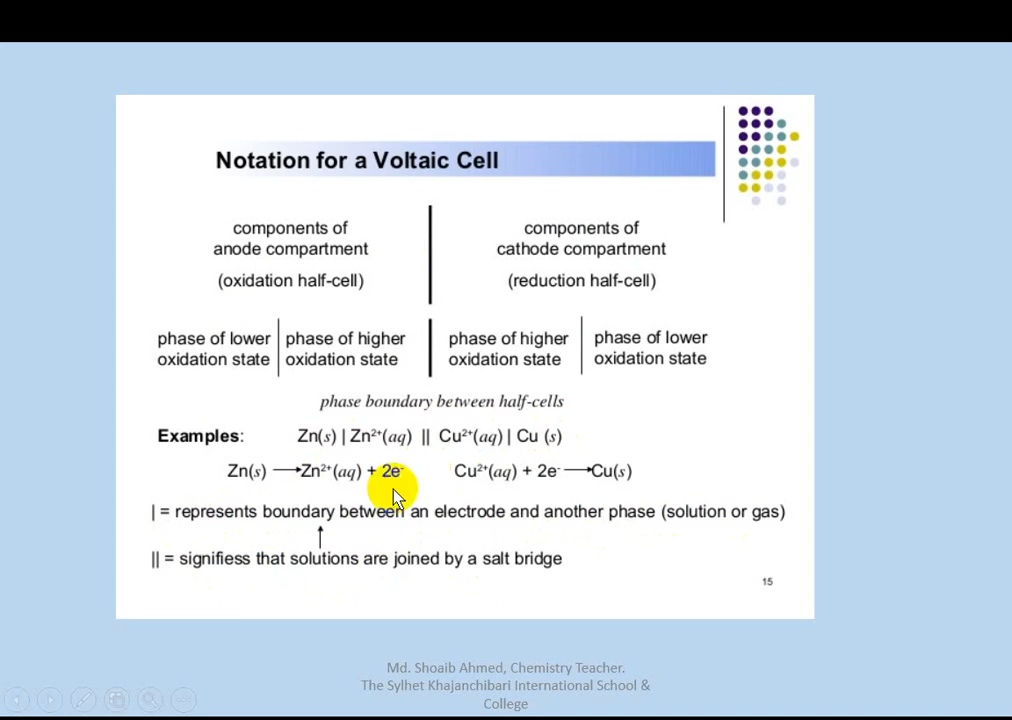 Notation for a Voltaic Cell
components of
anode compartment
(oxidation half-cell)
components of
cathode compartment
(reduction half-cell)
phase of lower
oxidation state
phase of higher
oxidation state
phase of higher
oxidation state
phase of lower
oxidation state
phase boundary between half-cells
Examples: Zn(s) | Zn²⁺(aq) || Cu²⁺(aq) | Cu (s)
Zn(s) ⟶ Zn²⁺(aq) + 2e⁻ Cu²⁺(aq) + 2e⁻ ⟶ Cu(s)
| = represents boundary between an electrode and another phase (solution or gas)
|| = signifiess that solutions are joined by a salt bridge
15
Md. Shoaib Ahmed, Chemistry Teacher.
The Sylhet Khajanchibari International School &
College